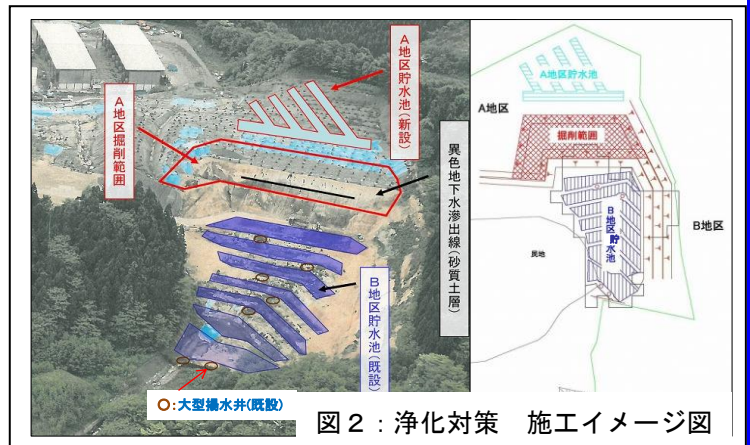 A地区貯水池(新設)
A地区掘削範囲
異色地下水滲出線(砂質土層)
B地区貯水池(既設)
○:大型揚水井(既設)
A地区貯水池
A地区
掘削範囲
B地区
B地区貯水池
民地
図2:浄化対策 施工イメージ図